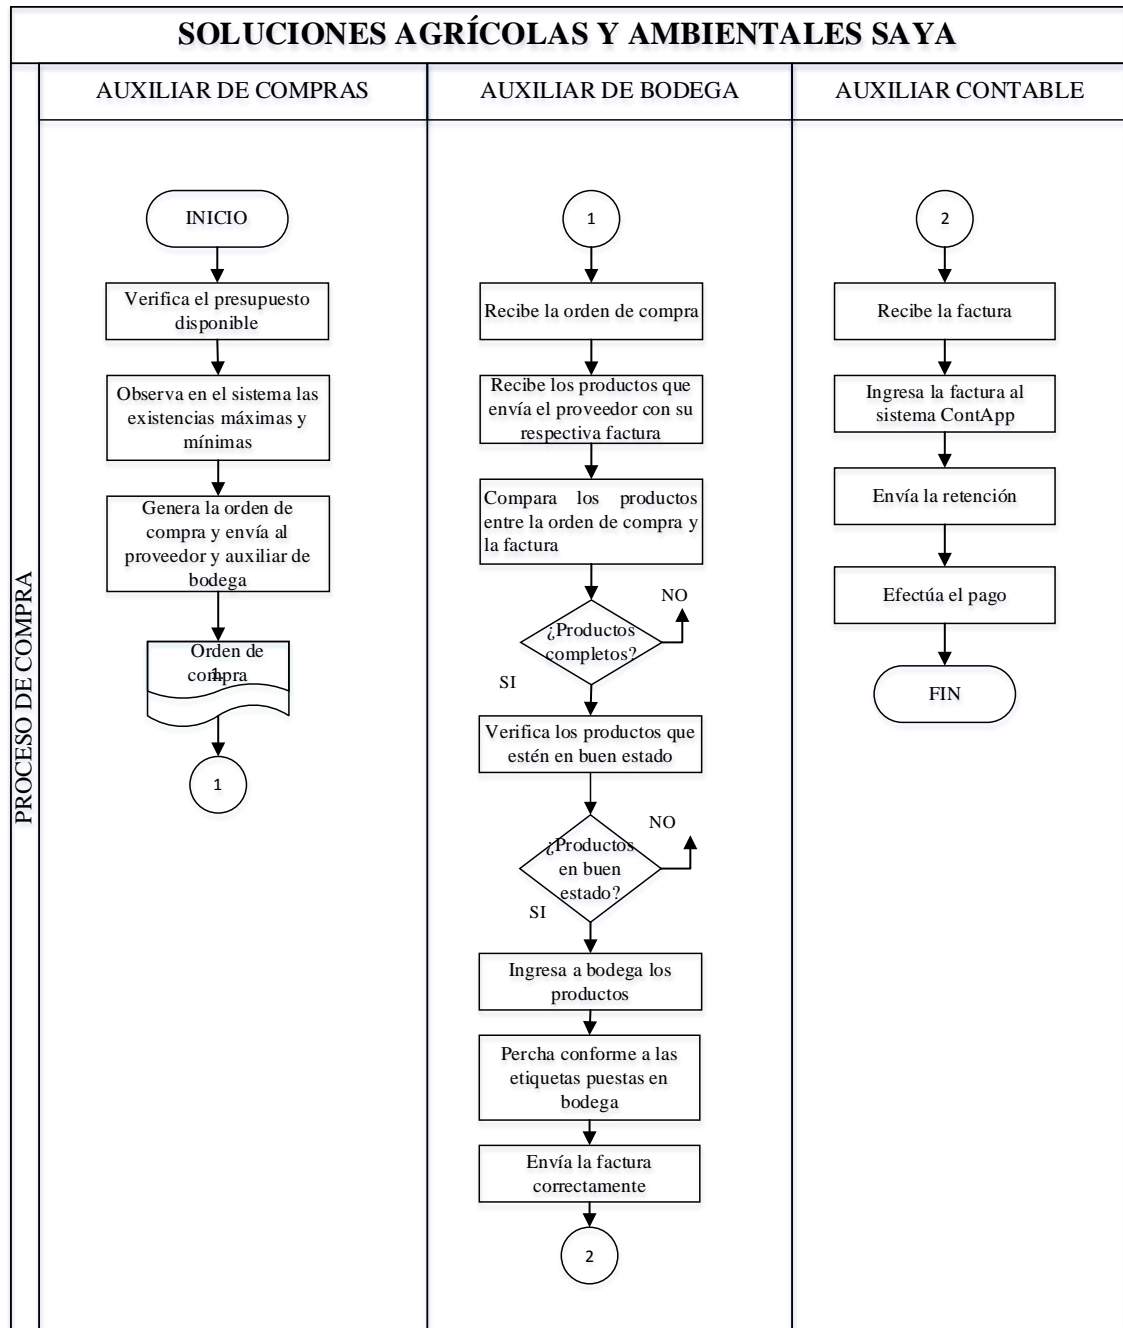 SOLUCIONES AGRÍCOLAS Y AMBIENTALES SAYA
PROCESO DE COMPRA
AUXILIAR DE COMPRAS
INICIO
Verifica el presupuesto
disponible
Observa en el sistema las
existencias máximas y
mínimas
Genera la orden de
compra y envía al
proveedor y auxiliar de
bodega
Orden de
compra
1.
1
AUXILIAR DE BODEGA
1
Recibe la orden de compra
Recibe los productos que
envía el proveedor con su
respectiva factura
Compara los productos
entre la orden de compra y
la factura
¿Productos
completos?
NO
SI
Verifica los productos que
estén en buen estado
¿Productos
en buen
estado?
NO
SI
Ingresa a bodega los
productos
Percha conforme a las
etiquetas puestas en
bodega
Envía la factura
correctamente
2
AUXILIAR CONTABLE
2
Recibe la factura
Ingresa la factura al
sistema ContApp
Envía la retención
Efectúa el pago
FIN